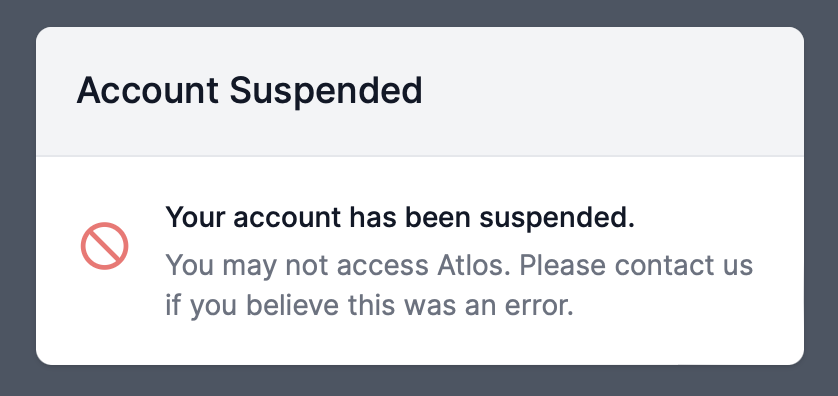 Account Suspended
Your account has been suspended.
You may not access Atlos. Please contact us
if you believe this was an error.